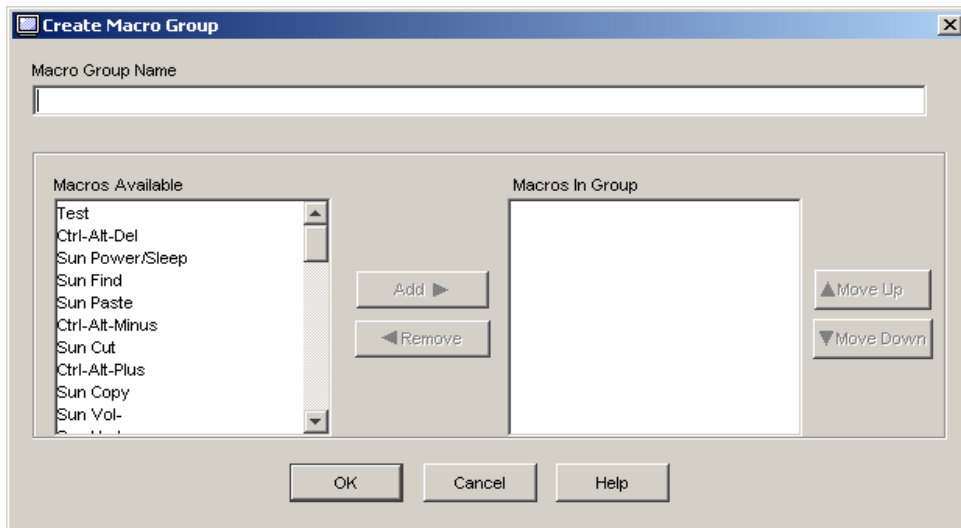 Create Macro Group
Macro Group Name
Macros Available
Test
Ctrl-Alt-Del
Sun Power/Sleep
Sun Find
Sun Paste
Ctrl-Alt-Minus
Sun Cut
Ctrl-Alt-Plus
Sun Copy
Sun Vol-
Add
Remove
Macros In Group
Move Up
Move Down
OK
Cancel
Help